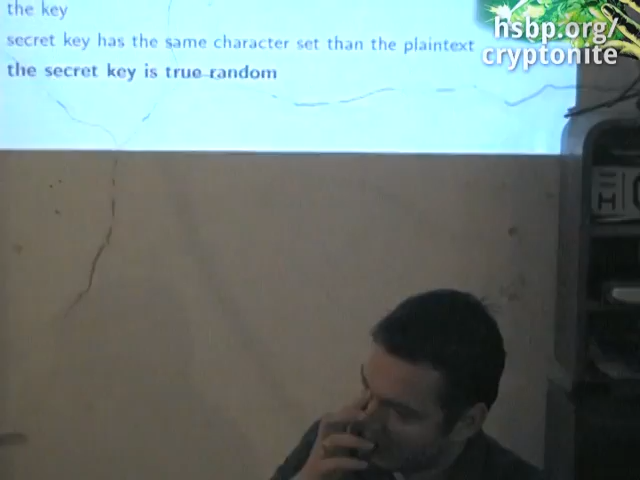 the key
secret key has the same character set than the plaintext
the secret key is true random
hsbp.org/
cryptonite
H